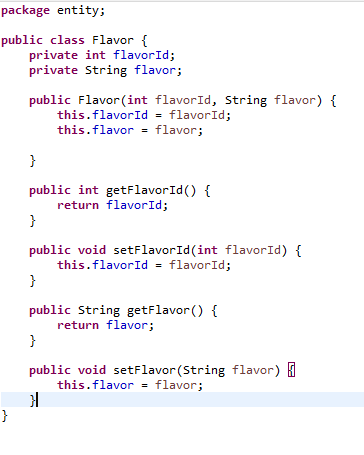 package entity;

public class Flavor {
    private int flavorId;
    private String flavor;

    public Flavor(int flavorId, String flavor) {
        this.flavorId = flavorId;
        this.flavor = flavor;

    }

    public int getFlavorId() {
        return flavorId;
    }

    public void setFlavorId(int flavorId) {
        this.flavorId = flavorId;
    }

    public String getFlavor() {
        return flavor;
    }

    public void setFlavor(String flavor) {
        this.flavor = flavor;
    }
}